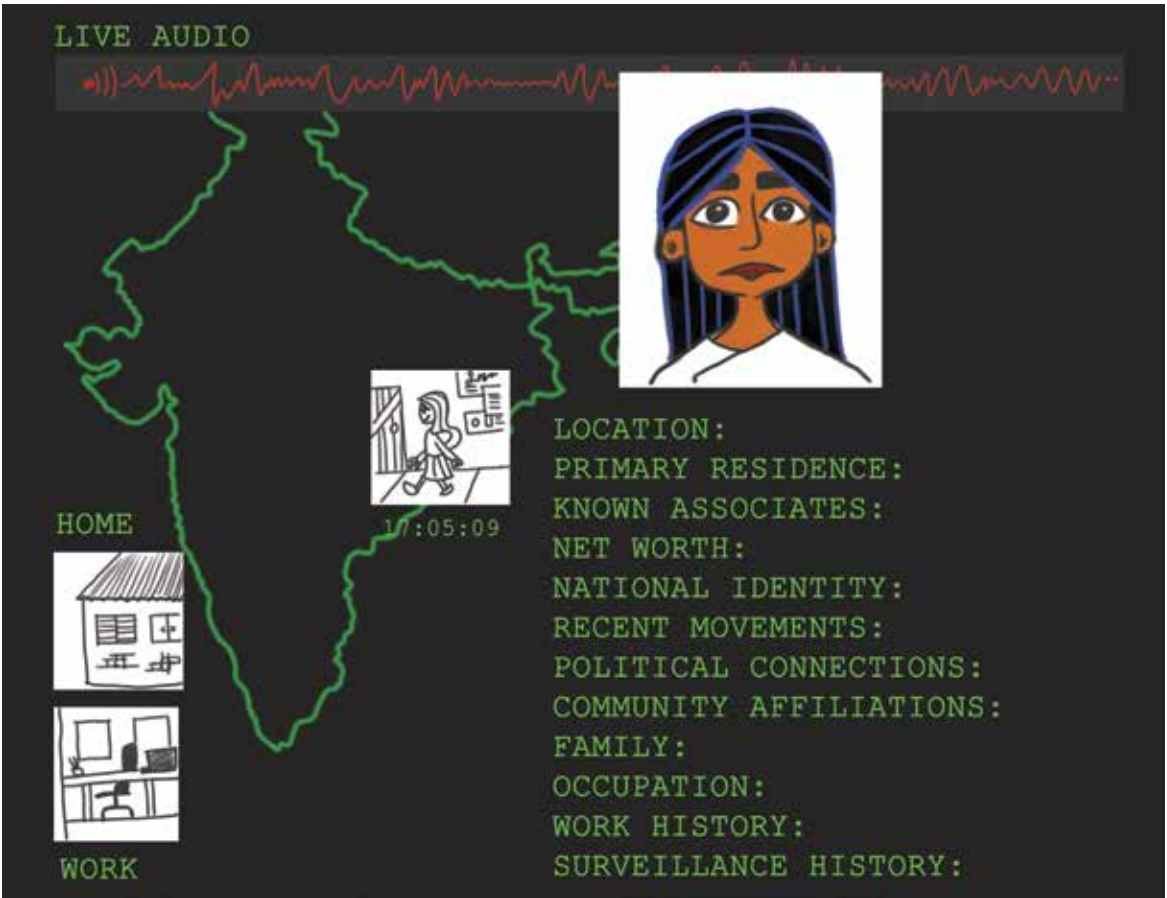 LIVE AUDIO
17:05:09
HOME
WORK
LOCATION:
PRIMARY RESIDENCE:
KNOWN ASSOCIATES:
NET WORTH:
NATIONAL IDENTITY:
RECENT MOVEMENTS:
POLITICAL CONNECTIONS:
COMMUNITY AFFILIATIONS:
FAMILY:
OCCUPATION:
WORK HISTORY:
SURVEILLANCE HISTORY: